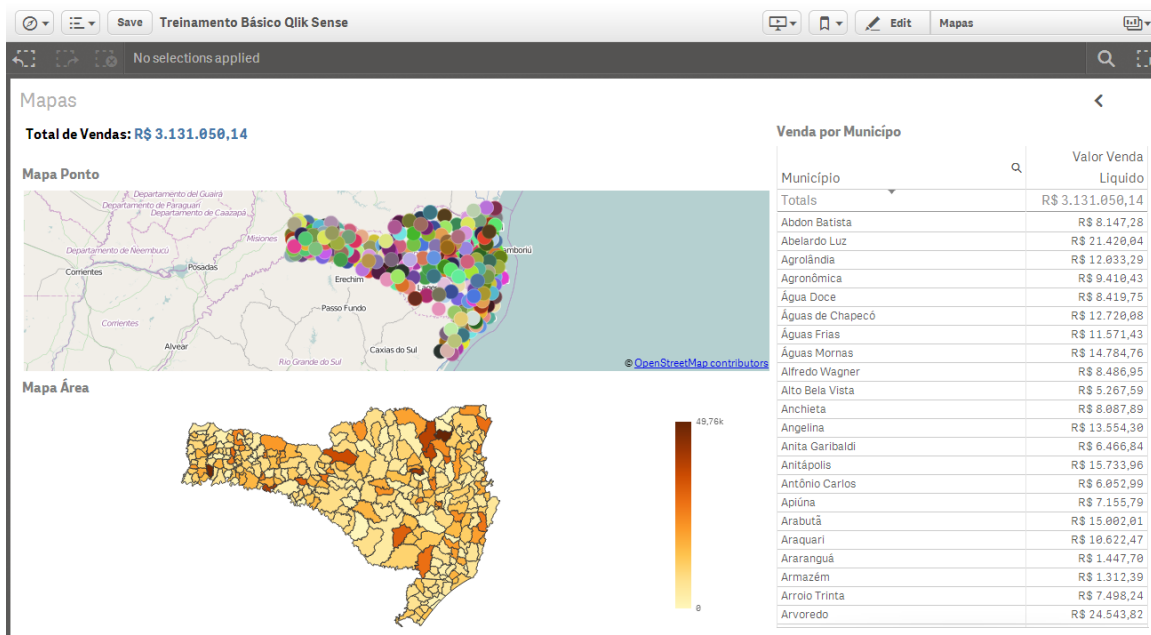 Save
Treinamento Básico Qlik Sense
Edit
Mapas
No selections applied
Mapas
Total de Vendas: R$ 3.131.050,14
Mapa Ponto
Departamento del Guairá
Departamento de Paraguarí
Departamento de Caazapá
Misiones
Departamento de Ñeembucú
Corrientes
Posadas
amboriú
Erechim
Passo Fundo
Corrientes
Alvear
Caxias do Sul
Rio Grande do Sul
© OpenStreetMap contributors
Mapa Área
49,76k
0
Venda por Municípo
Município
Valor Venda
Liquido
Totals R$ 3.131.050,14
Abdon Batista R$ 8.147,28
Abelardo Luz R$ 21.420,04
Agrolândia R$ 12.033,29
Agronômica R$ 9.410,43
Água Doce R$ 8.419,75
Águas de Chapecó R$ 12.720,08
Águas Frias R$ 11.571,43
Águas Mornas R$ 14.784,76
Alfredo Wagner R$ 8.486,95
Alto Bela Vista R$ 5.267,59
Anchieta R$ 8.087,89
Angelina R$ 13.554,30
Anita Garibaldi R$ 6.466,84
Anitápolis R$ 15.733,96
Antônio Carlos R$ 6.052,99
Apiúna R$ 7.155,79
Arabutã R$ 15.002,01
Araquari R$ 10.622,47
Araranguá R$ 1.447,70
Armazém R$ 1.312,39
Arroio Trinta R$ 7.498,24
Arvoredo R$ 24.543,82